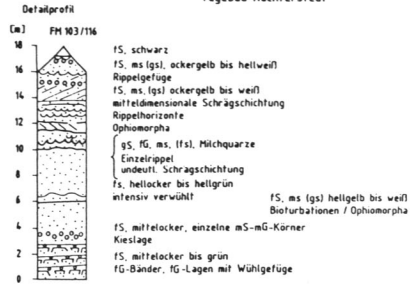 Detailprofil
[m] FM 103/116
18
16
14
12
10
8
6
4
2
0
fS, schwarz
fS, ms (gs), ockergelb bis hellweiß
Rippelgefüge
fS, ms, (gs) ockergelb bis weiß
mitteldimensionale Schrägschichtung
Rippelhorizonte
Ophiomorpha
gS, fG, ms, (fs), Milchquarze
Einzelrippel
undeutl. Schrägschichtung
fs, hellocker bis hellgrün
intensiv verwühlt
fS, ms (gs) hellgelb bis weiß
Bioturbationen / Ophiomorpha
fS, mittelocker, einzelne mS-mG-Körner
Kieslage
fS, mittelocker bis grün
fG-Bänder, fG-Lagen mit Wühlgefüge